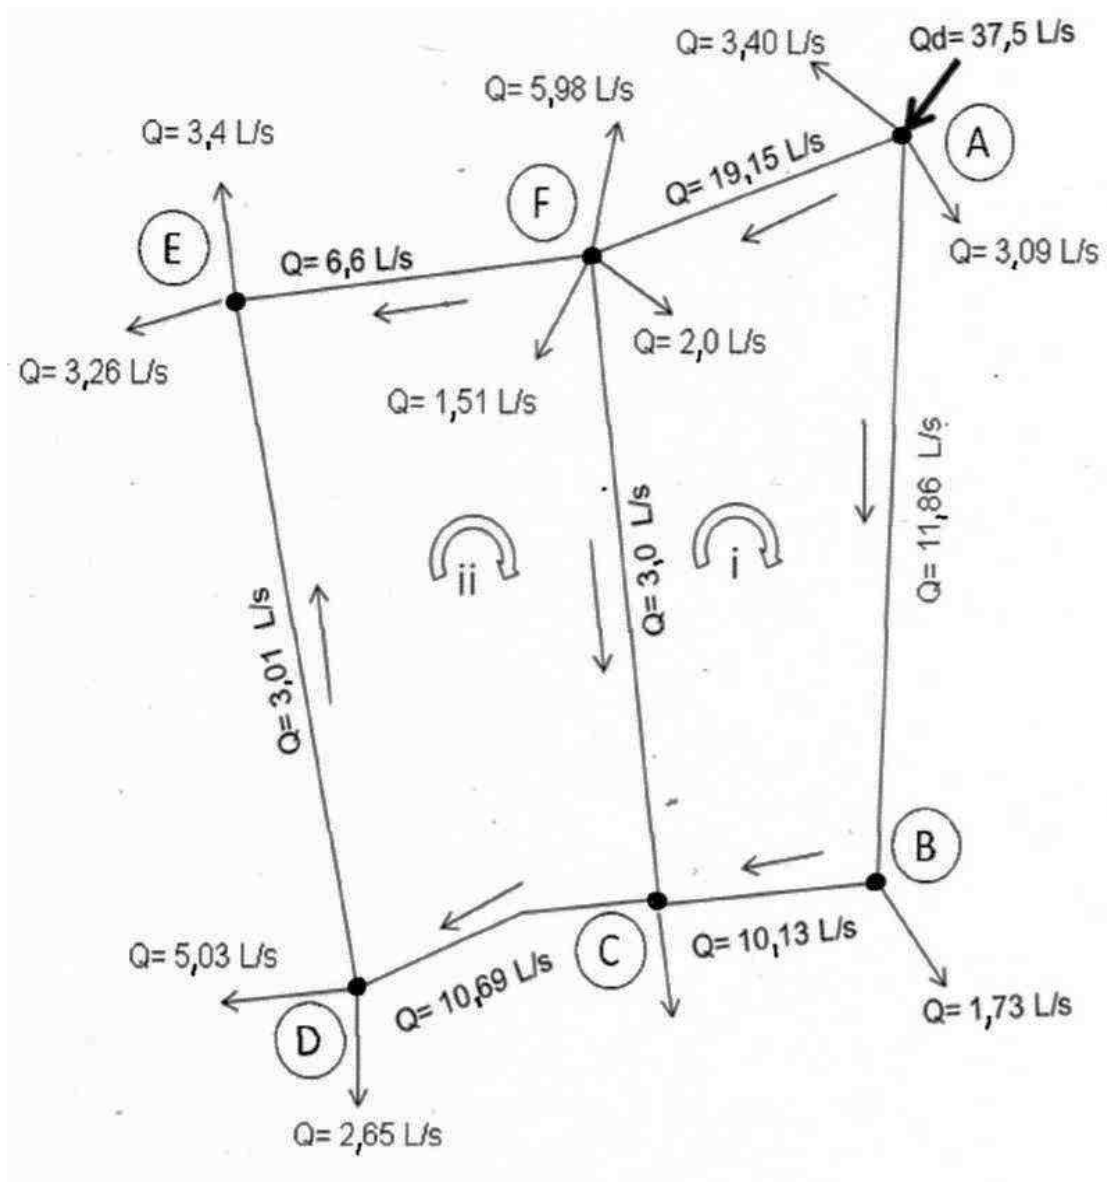 Qd= 37,5 L/s
Q= 3,40 L/s
Q= 5,98 L/s
A
Q= 3,4 L/s
Q= 19,15 L/s
F
E
Q= 3,09 L/s
Q= 6,6 L/s
Q= 2,0 L/s
Q= 3,26 L/s
Q= 1,51 L/s
Q= 11,86 L/s
Q= 3,0 L/s
ii
i
Q= 3,01 L/s
B
Q= 10,13 L/s
C
Q= 5,03 L/s
Q= 10,69 L/s
Q= 1,73 L/s
D
Q= 2,65 L/s